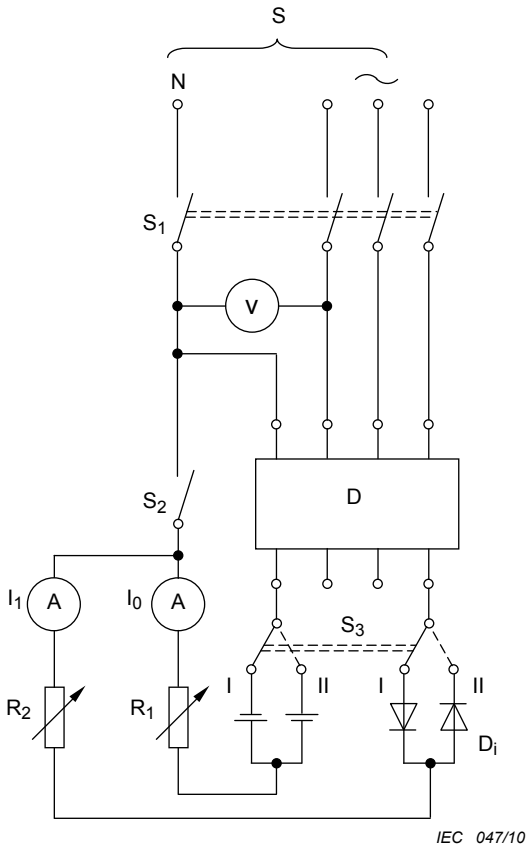 S
N
S1
V
S2
D
I1 A I0 A
S3
I II I II
R2 R1
Di
IEC 047/10